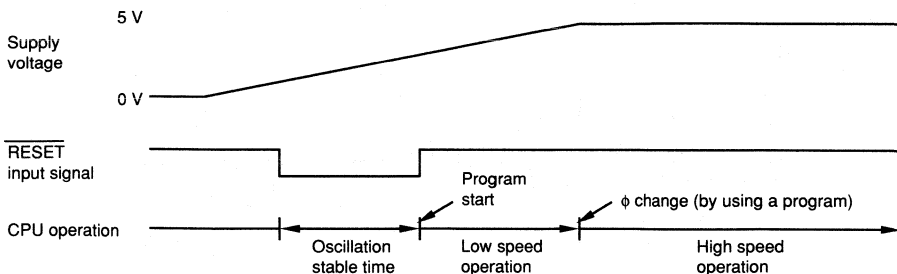 5 V
Supply
voltage
0 V
RESET
input signal
Program
start
φ change (by using a program)
CPU operation
Oscillation
stable time
Low speed
operation
High speed
operation